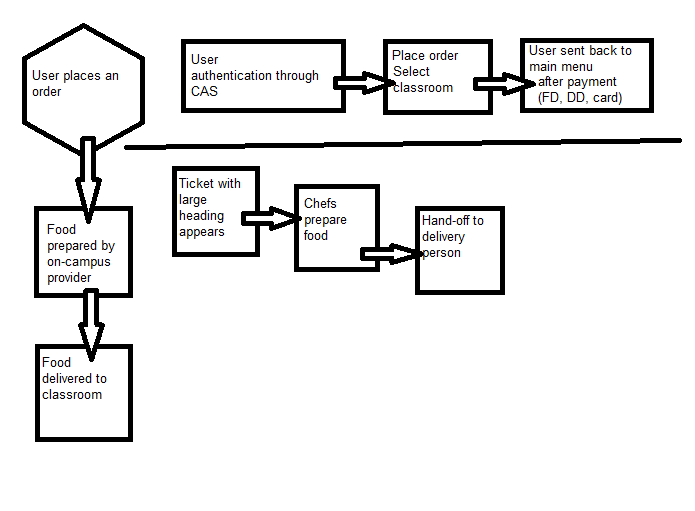 User places an
order
User
authentication through
CAS
Place order
Select
classroom
User sent back to
main menu
after payment
(FD, DD, card)
Food
prepared by
on-campus
provider
Ticket with
large
heading
appears
Chefs
prepare
food
Hand-off to
delivery
person
Food
delivered to
classroom